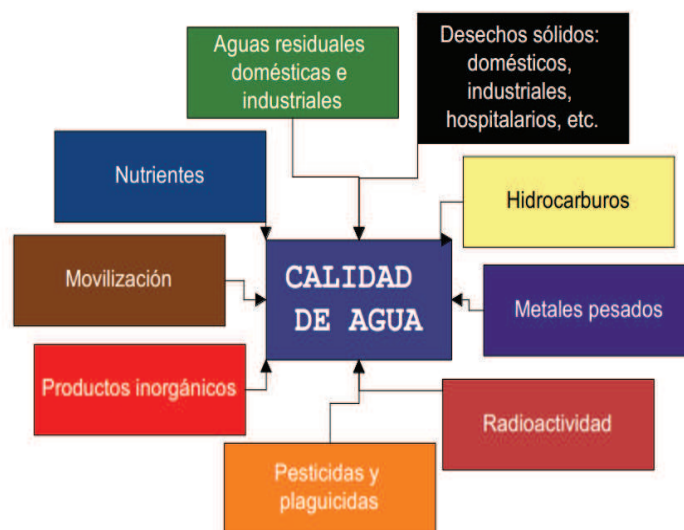 Aguas residuales
domésticas e
industriales
Desechos sólidos:
domésticos,
industriales,
hospitalarios, etc.
Nutrientes
Hidrocarburos
Movilización
CALIDAD
DE AGUA
Metales pesados
Productos inorgánicos
Radioactividad
Pesticidas y
plaguicidas